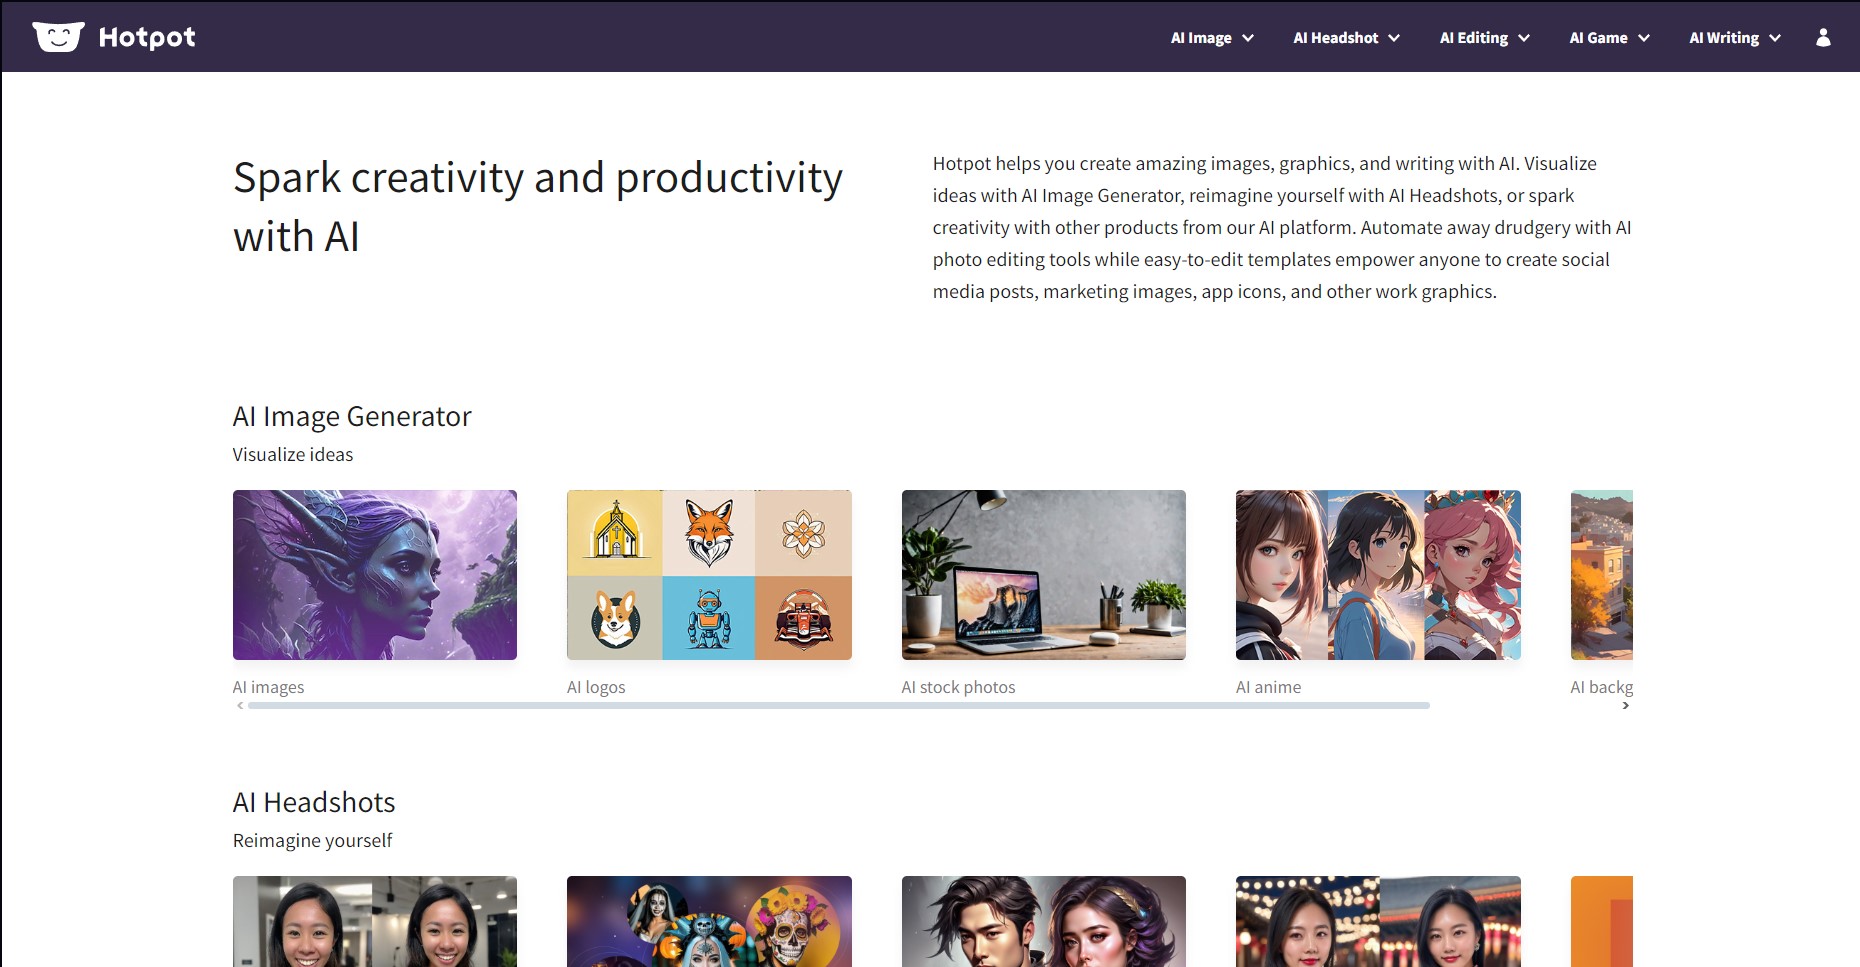 Hotpot
AI Image
AI Headshot
AI Editing
AI Game
AI Writing
Spark creativity and productivity
with AI
Hotpot helps you create amazing images, graphics, and writing with AI. Visualize
ideas with AI Image Generator, reimagine yourself with AI Headshots, or spark
creativity with other products from our AI platform. Automate away drudgery with AI
photo editing tools while easy-to-edit templates empower anyone to create social
media posts, marketing images, app icons, and other work graphics.
AI Image Generator
Visualize ideas
AI images
AI logos
AI stock photos
AI anime
AI backg
AI Headshots
Reimagine yourself